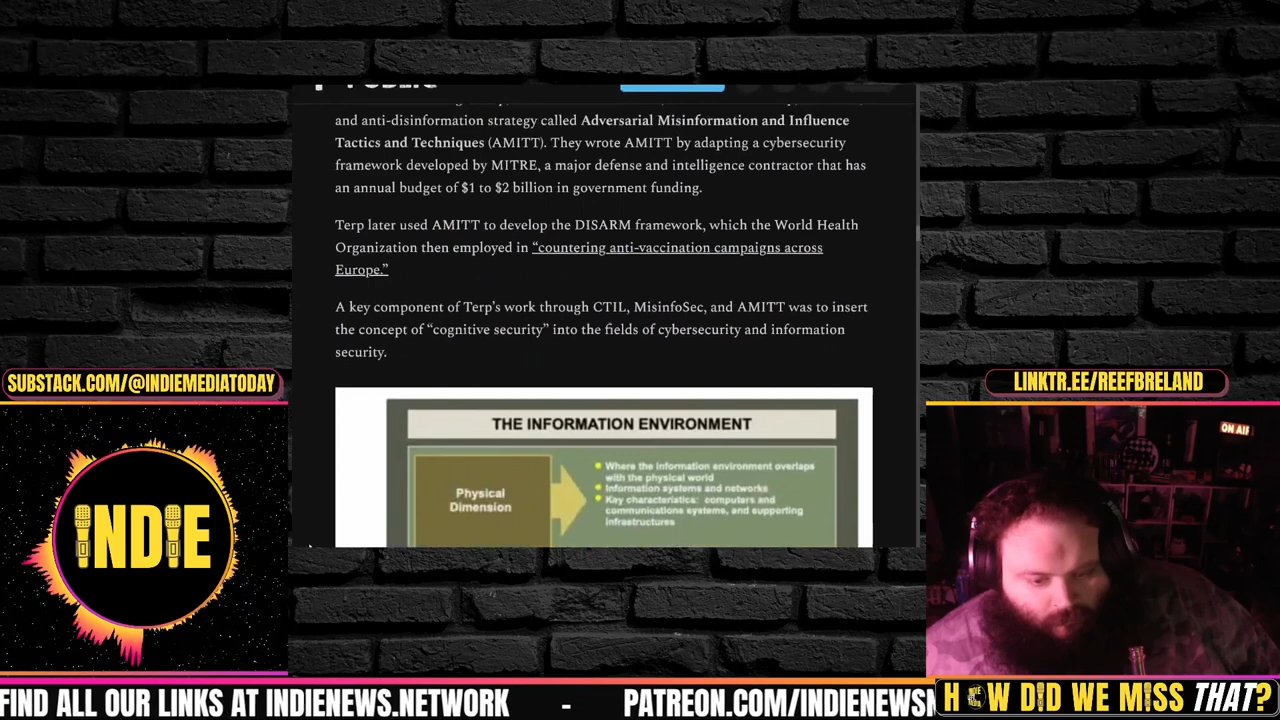 and anti-disinformation strategy called Adversarial Misinformation and Influence
Tactics and Techniques (AMITT). They wrote AMITT by adapting a cybersecurity
framework developed by MITRE, a major defense and intelligence contractor that has
an annual budget of $1 to $2 billion in government funding.
Terp later used AMITT to develop the DISARM framework, which the World Health
Organization then employed in “countering anti-vaccination campaigns across
Europe.”
A key component of Terp’s work through CTIL, MisinfoSec, and AMITT was to insert
the concept of “cognitive security” into the fields of cybersecurity and information
security.
THE INFORMATION ENVIRONMENT
Physical
Dimension
Where the information environment overlaps
with the physical world
Information systems and networks
Key characteristics: computers and
communications systems, and supporting
infrastructures
SUBSTACK.COM/@INDIEMEDIATODAY
INDIE
LINKTR.EE/REEFBRELAND
ON AIR
FIND ALL OUR LINKS AT INDIENEWS.NETWORK - PATREON.COM/INDIENEWS
HOW DID WE MISS THAT?